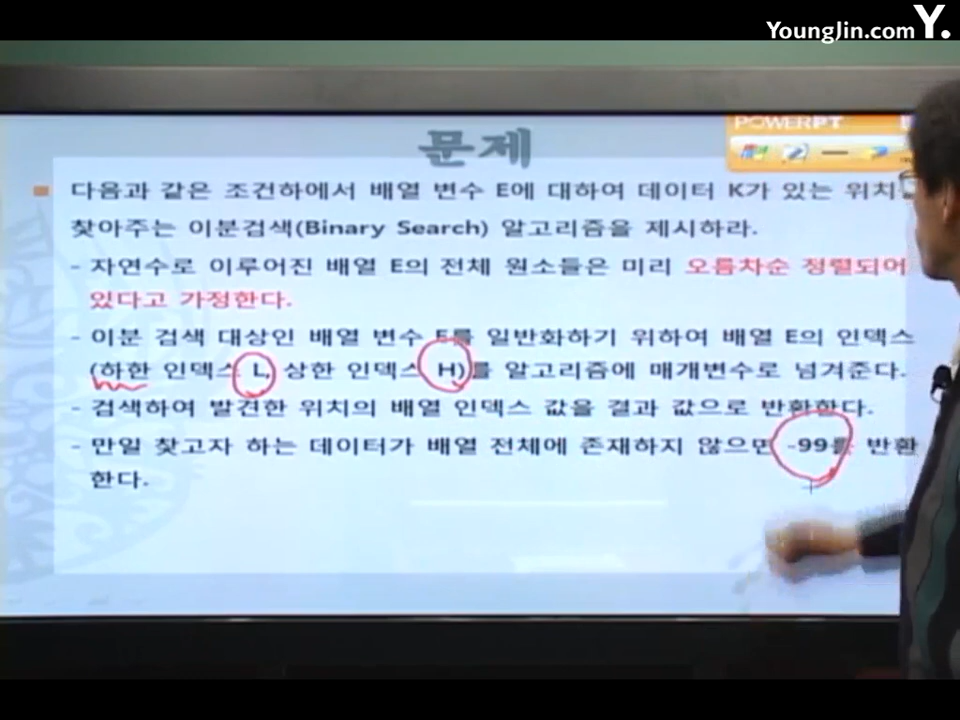 YoungJin.com Y.
POWERPT
문제
다음과 같은 조건하에서 배열 변수 E에 대하여 데이터 K가 있는 위치
찾아주는 이분검색(Binary Search) 알고리즘을 제시하라.
- 자연수로 이루어진 배열 E의 전체 원소들은 미리 오름차순 정렬되어
있다고 가정한다.
- 이분 검색 대상인 배열 변수 E를 일반화하기 위하여 배열 E의 인덱스
(하한 인덱스 L, 상한 인덱스 H)를 알고리즘에 매개변수로 넘겨준다.
- 검색하여 발견한 위치의 배열 인덱스 값을 결과 값으로 반환한다.
- 만일 찾고자 하는 데이터가 배열 전체에 존재하지 않으면 -99를 반환
한다.